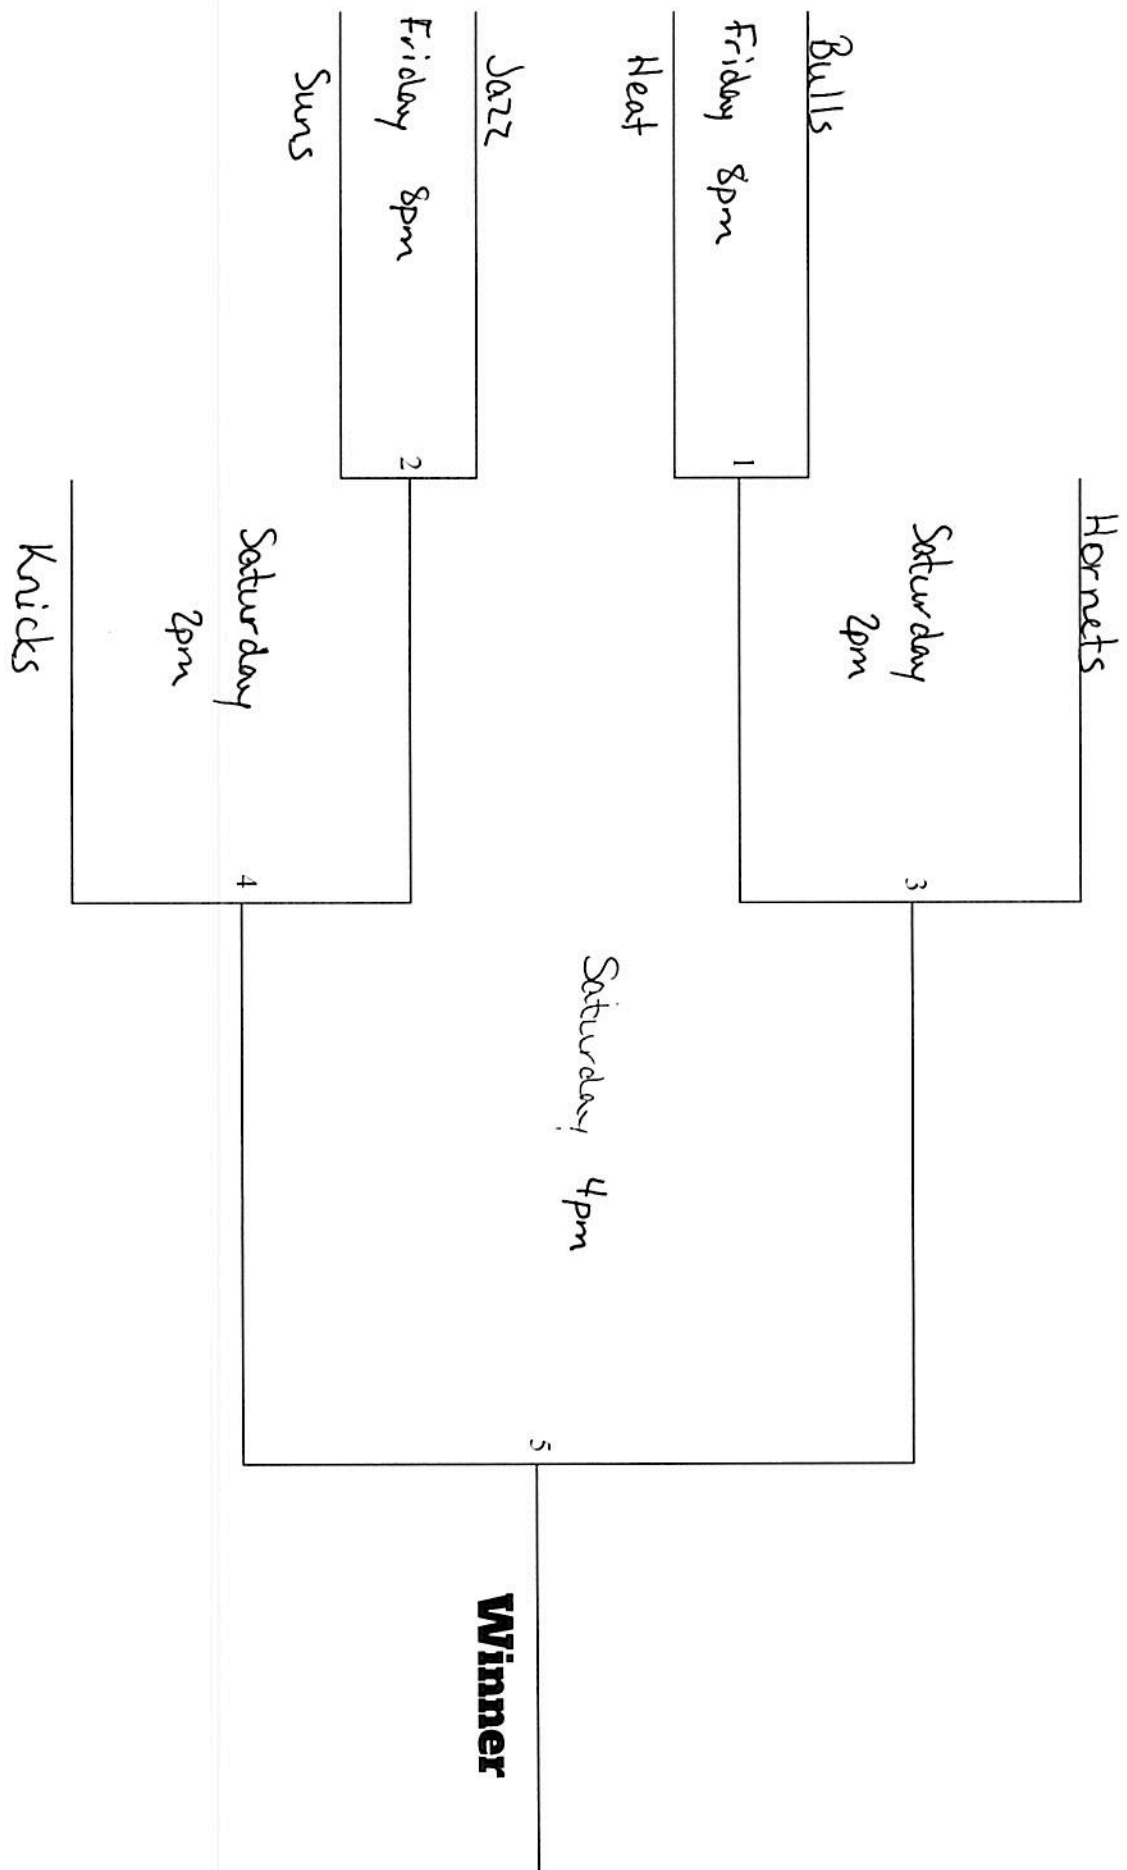 Hornets
Bulls
Friday 8pm
Heat
1
Saturday
2pm
3
Jazz
Friday 8pm
Suns
2
Saturday
2pm
4
Knicks
Saturday 4pm
5
Winner